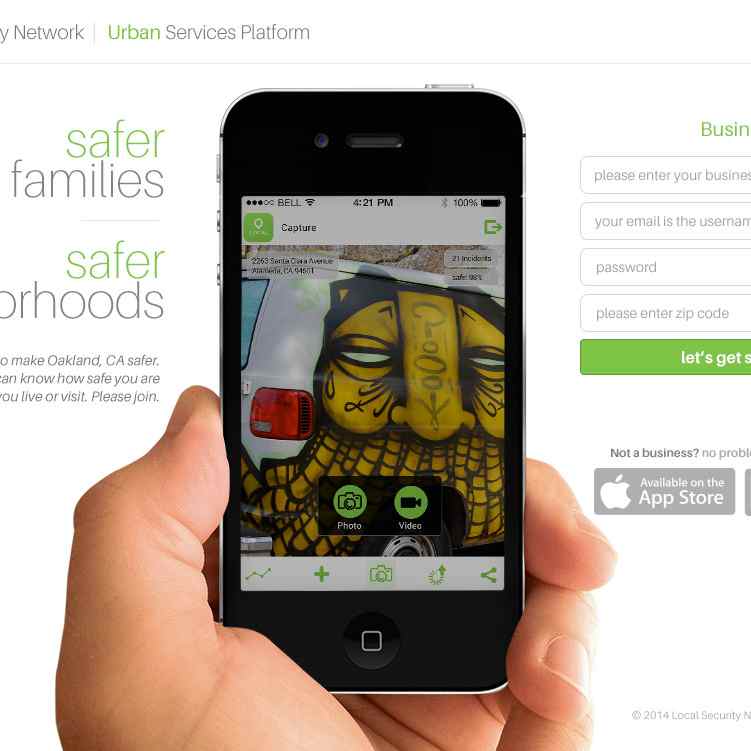 y Network | Urban Services Platform
safer
families
safer
orhoods
o make Oakland, CA safer.
can know how safe you are
you live or visit. Please join.
BELL 4:21 PM 100%
LOCAL
Capture
2263 Santa Clara Avenue
Alameda, CA 94501
21 Incidents
safe: 98%
Photo
Video
Busin
please enter your busines
your email is the usernam
password
please enter zip code
let's get s
Not a business? no proble
Available on the
App Store
© 2014 Local Security N